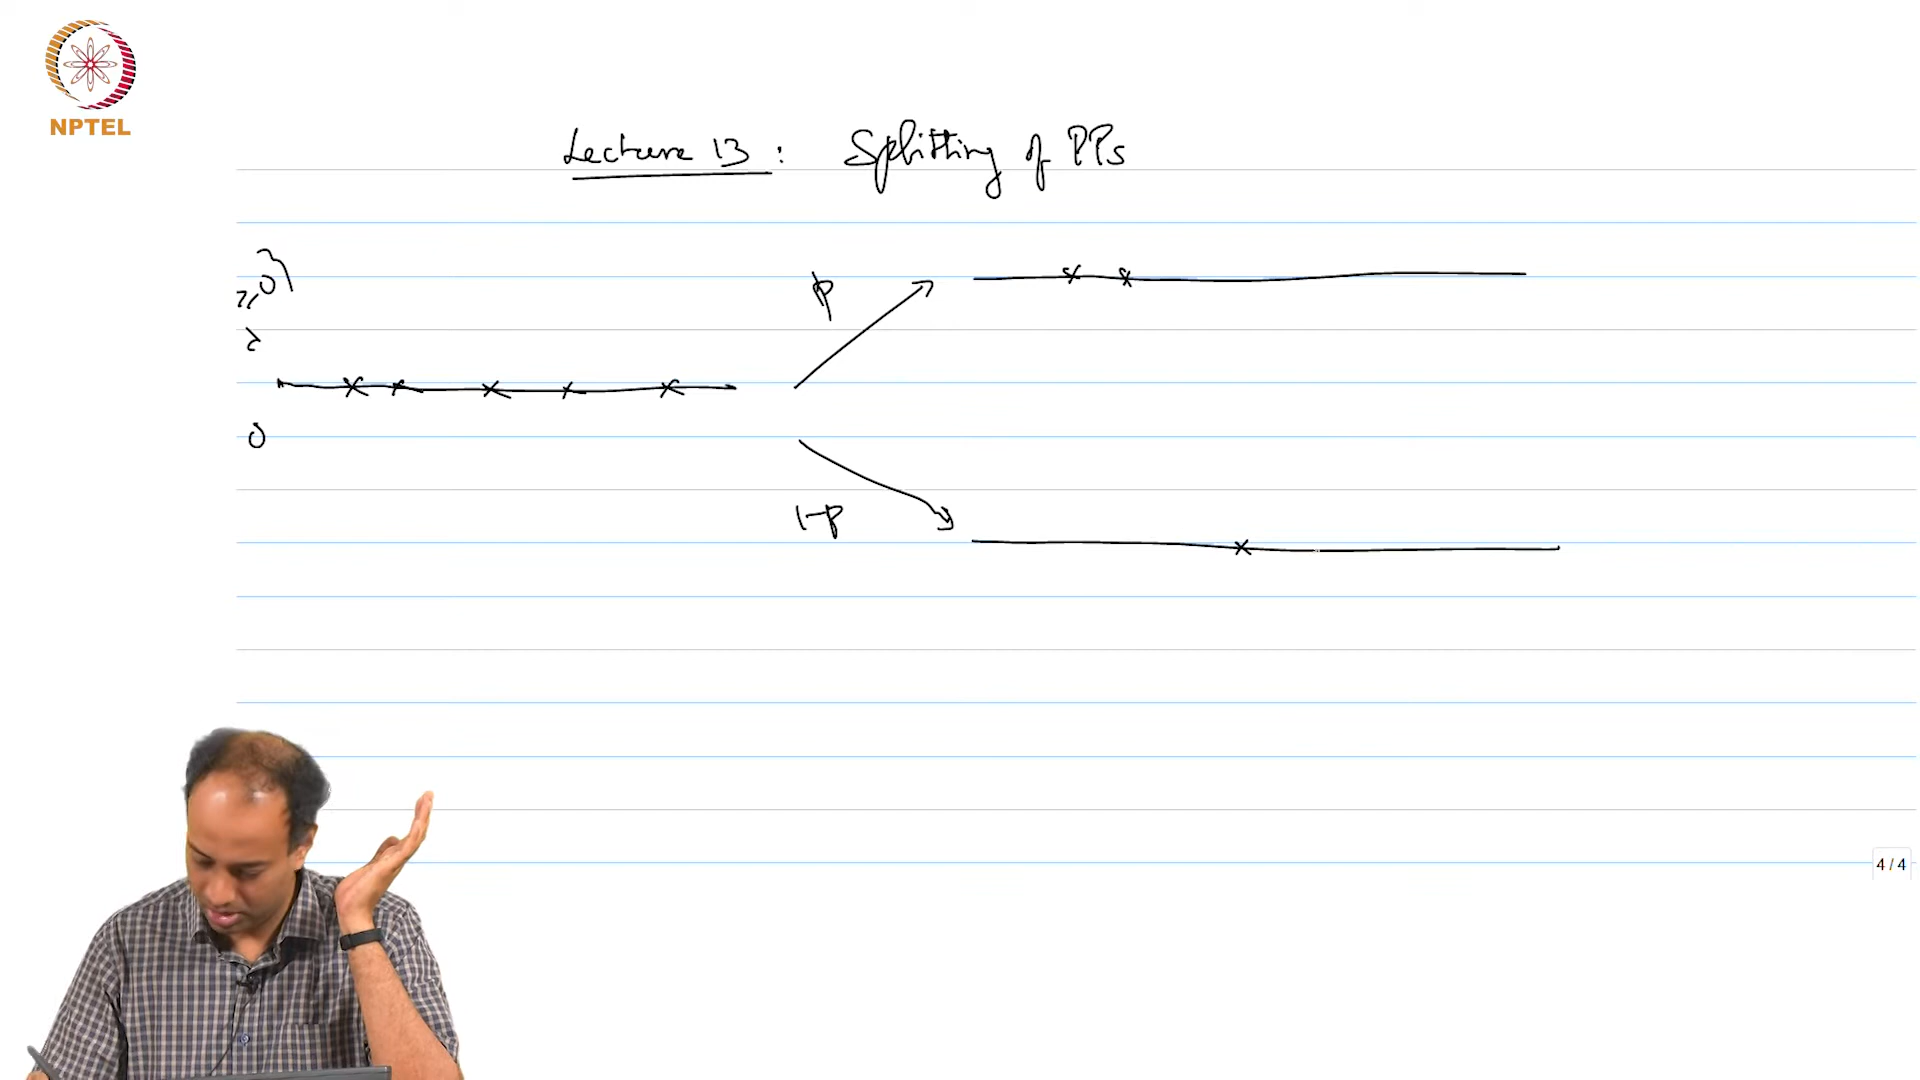 NPTEL
Lecture 13 : Splitting of PPs
p
λ
0
1-p
4 / 4